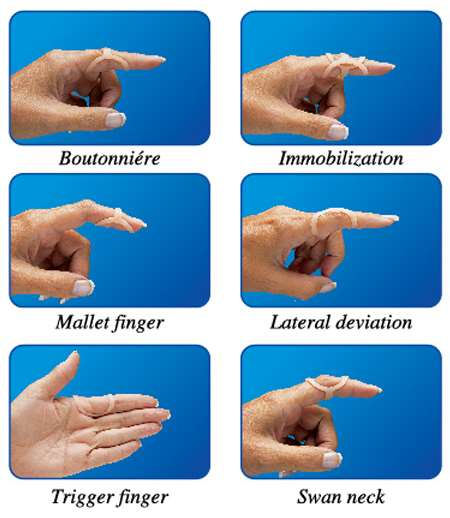 Boutonniére
Immobilization
Mallet finger
Lateral deviation
Trigger finger
Swan neck